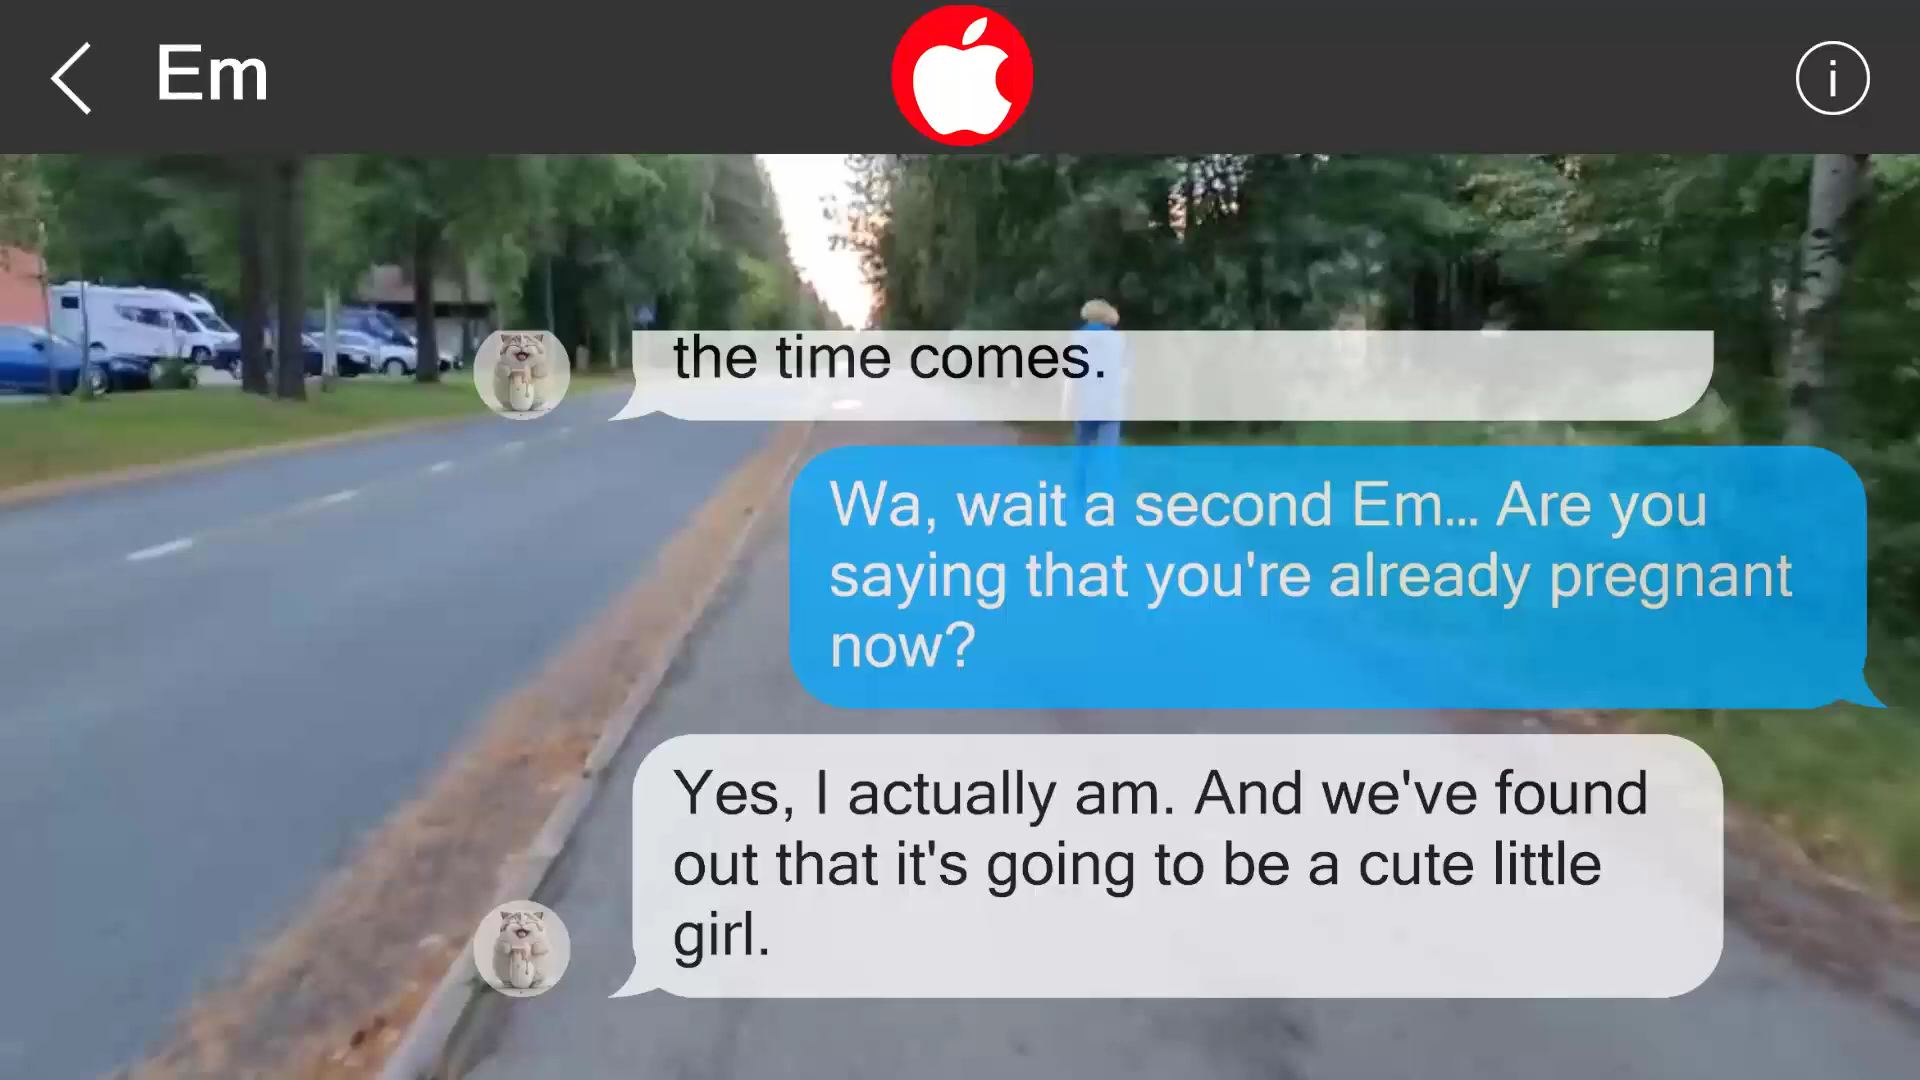 Em
the time comes.
Wa, wait a second Em... Are you
saying that you're already pregnant
now?
Yes, I actually am. And we've found
out that it's going to be a cute little
girl.